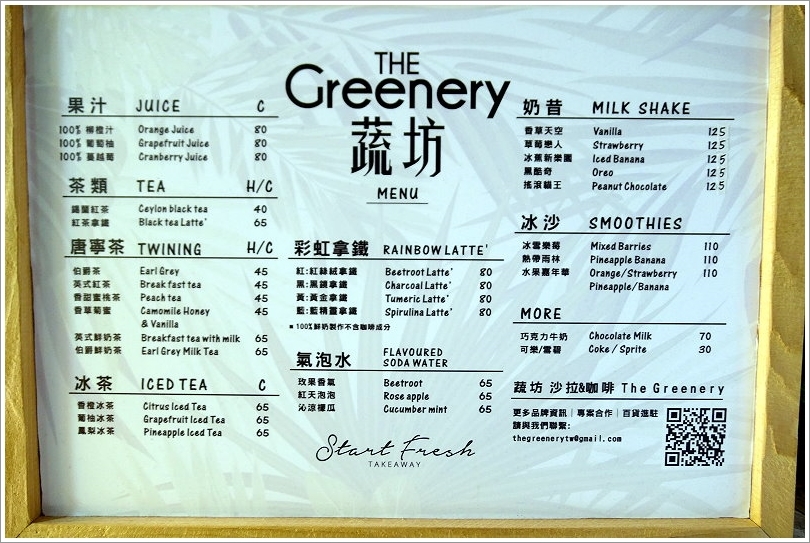 THE
Greenery
蔬坊
MENU
果汁 JUICE C
100% 柳橙汁 Orange Juice 80
100% 葡萄柚 Grapefruit Juice 80
100% 蔓越莓 Cranberry Juice 80
茶類 TEA H/C
錫蘭紅茶 Ceylon black tea 40
紅茶拿鐵 Black tea Latte' 65
唐寧茶 TWINING H/C
伯爵茶 Earl Grey 45
英式紅茶 Breakfast tea 45
香甜蜜桃茶 Peach tea 45
香草菊蜜 Camomile Honey 45
& Vanilla
英式鮮奶茶 Breakfast tea with milk 65
伯爵鮮奶茶 Earl Grey Milk Tea 65
冰茶 ICED TEA C
香橙冰茶 Citrus Iced Tea 65
葡柚冰茶 Grapefruit Iced Tea 65
鳳梨冰茶 Pineapple Iced Tea 65
彩虹拿鐵 RAINBOW LATTE'
紅:紅絲絨拿鐵 Beetroot Latte' 80
黑:黑鑽拿鐵 Charcoal Latte' 80
黃:黃金拿鐵 Tumeric Latte' 80
藍:藍精靈拿鐵 Spirulina Latte' 80
■ 100%鮮奶製作不含咖啡成分
氣泡水 FLAVOURED
SODA WATER
玫果香氣 Beetroot 65
紅天泡泡 Rose apple 65
沁涼樓瓜 Cucumber mint 65
Start Fresh
TAKEAWAY
奶昔 MILK SHAKE
香草天空 Vanilla 125
草莓戀人 Strawberry 125
冰蕉新樂園 Iced Banana 125
黑酷奇 Oreo 125
搖滾貓王 Peanut Chocolate 125
冰沙 SMOOTHIES
冰雪樂莓 Mixed Barries 110
熱帶雨林 Pineapple Banana 110
水果嘉年華 Orange/Strawberry 110
Pineapple/Banana
MORE
巧克力牛奶 Chocolate Milk 70
可樂/雪碧 Coke / Sprite 30
蔬坊 沙拉&咖啡 The Greenery
更多品牌資訊｜專案合作｜百貨進駐
請與我們聯繫:
thegreenerytw@gmail.com